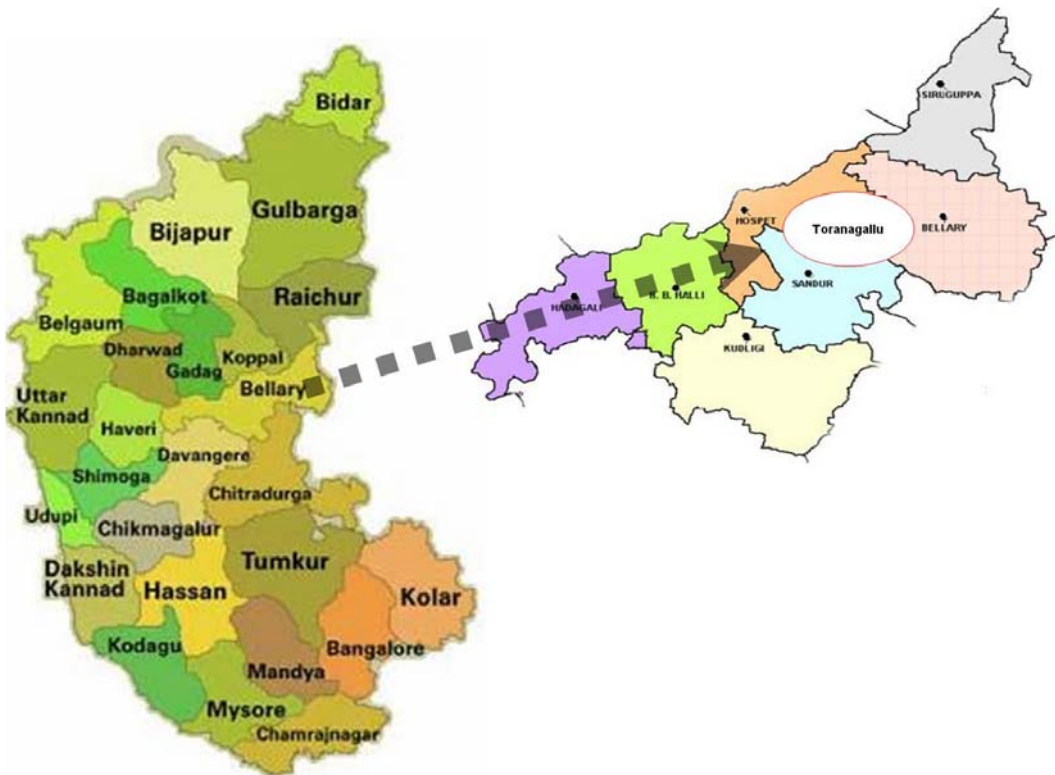 Bidar
Gulbarga
Bijapur
Raichur
Bagalkot
Belgaum
Dharwad
Gadag
Koppal
Bellary
Uttar
Kannad
Haveri
Davangere
Shimoga
Chitradurga
Udupi
Chikmagalur
Tumkur
Dakshin
Kannad
Hassan
Kolar
Kodagu
Bangalore
Mandya
Mysore
Chamrajnagar
SIRUGUPPA
HOSPET
Toranagallu
BELLARY
SANDUR
H. B. HALLI
HADAGALI
KUDLIGI